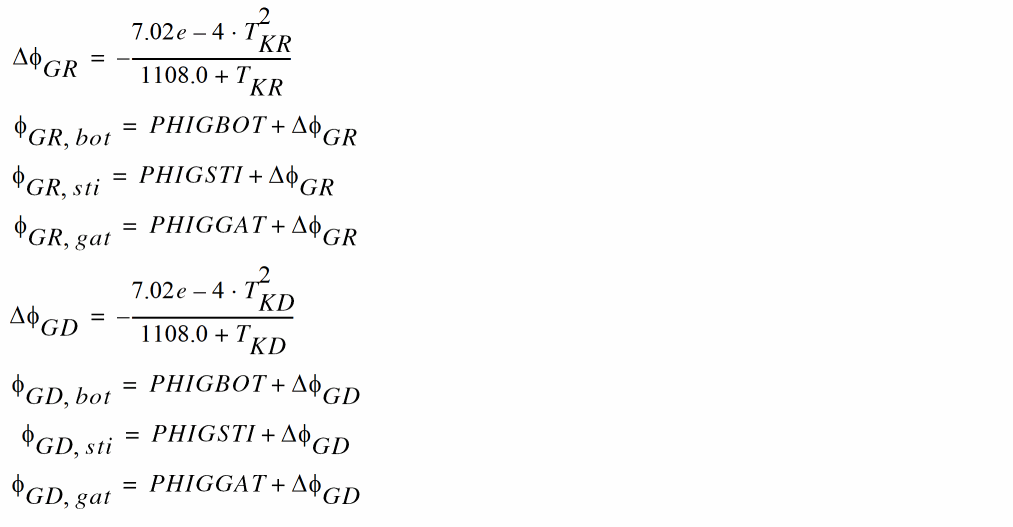 Δϕ_GR = −(7.02e − 4 · T_KR^2) / (1108.0 + T_KR)
ϕ_GR, bot = PHIGBOT + Δϕ_GR
ϕ_GR, sti = PHIGSTI + Δϕ_GR
ϕ_GR, gat = PHIGGAT + Δϕ_GR
Δϕ_GD = −(7.02e − 4 · T_KD^2) / (1108.0 + T_KD)
ϕ_GD, bot = PHIGBOT + Δϕ_GD
ϕ_GD, sti = PHIGSTI + Δϕ_GD
ϕ_GD, gat = PHIGGAT + Δϕ_GD